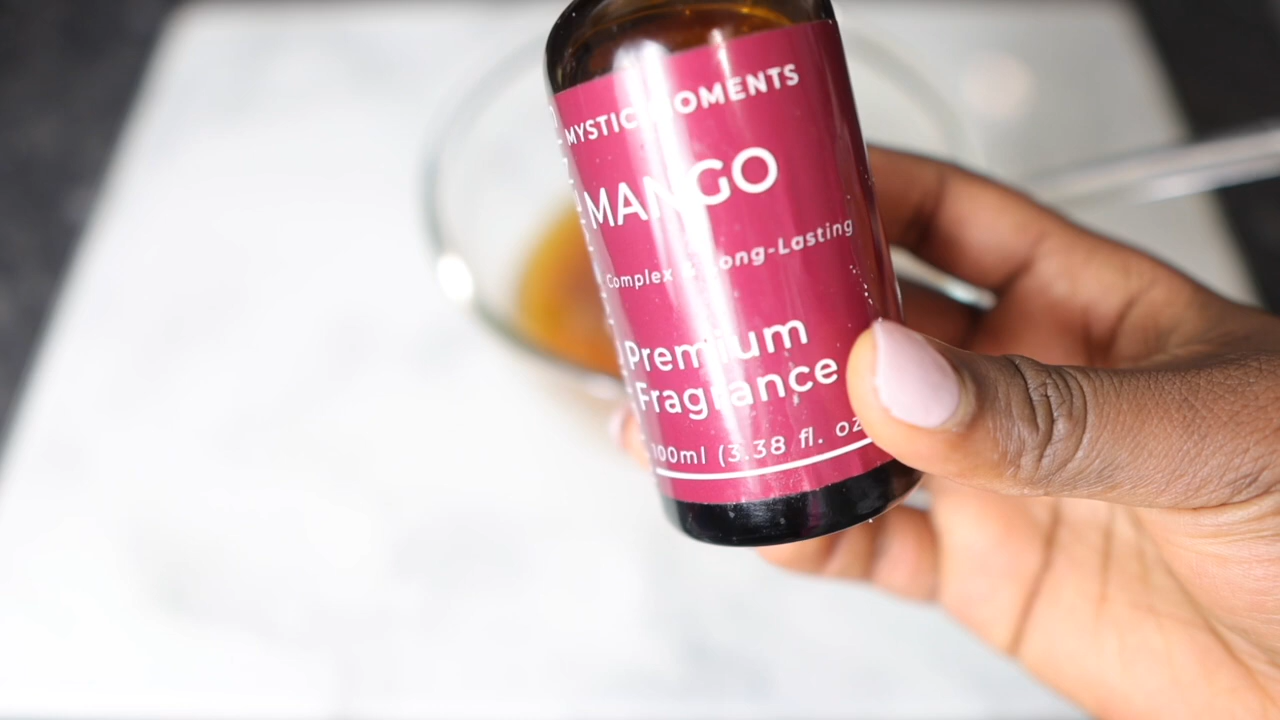 MYSTIC MOMENTS
MANGO
Complex & Long-Lasting
Premium
Fragrance
100ml (3.38 fl. oz